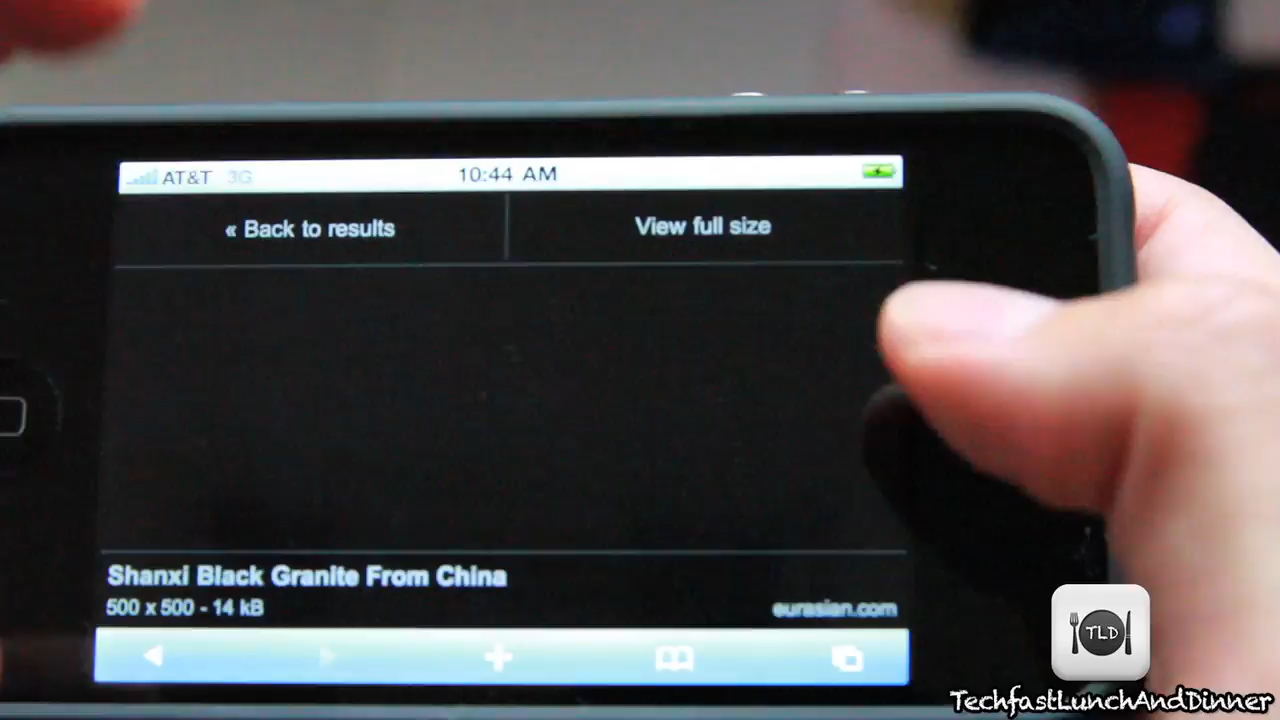 AT&T 3G 10:44 AM
« Back to results View full size
Shanxi Black Granite From China
500 x 500 - 14 kB eurasian.com
TLD
TechfastLunchAndDinner